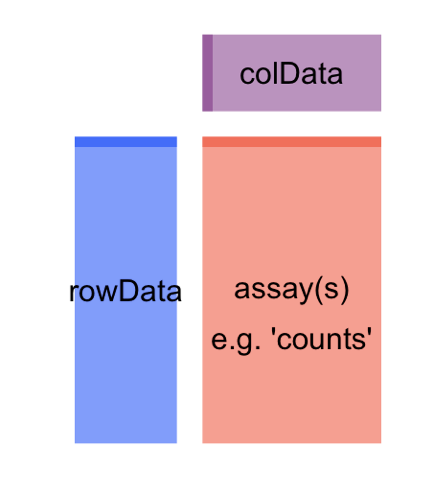 colData
rowData
assay(s)
e.g. 'counts'